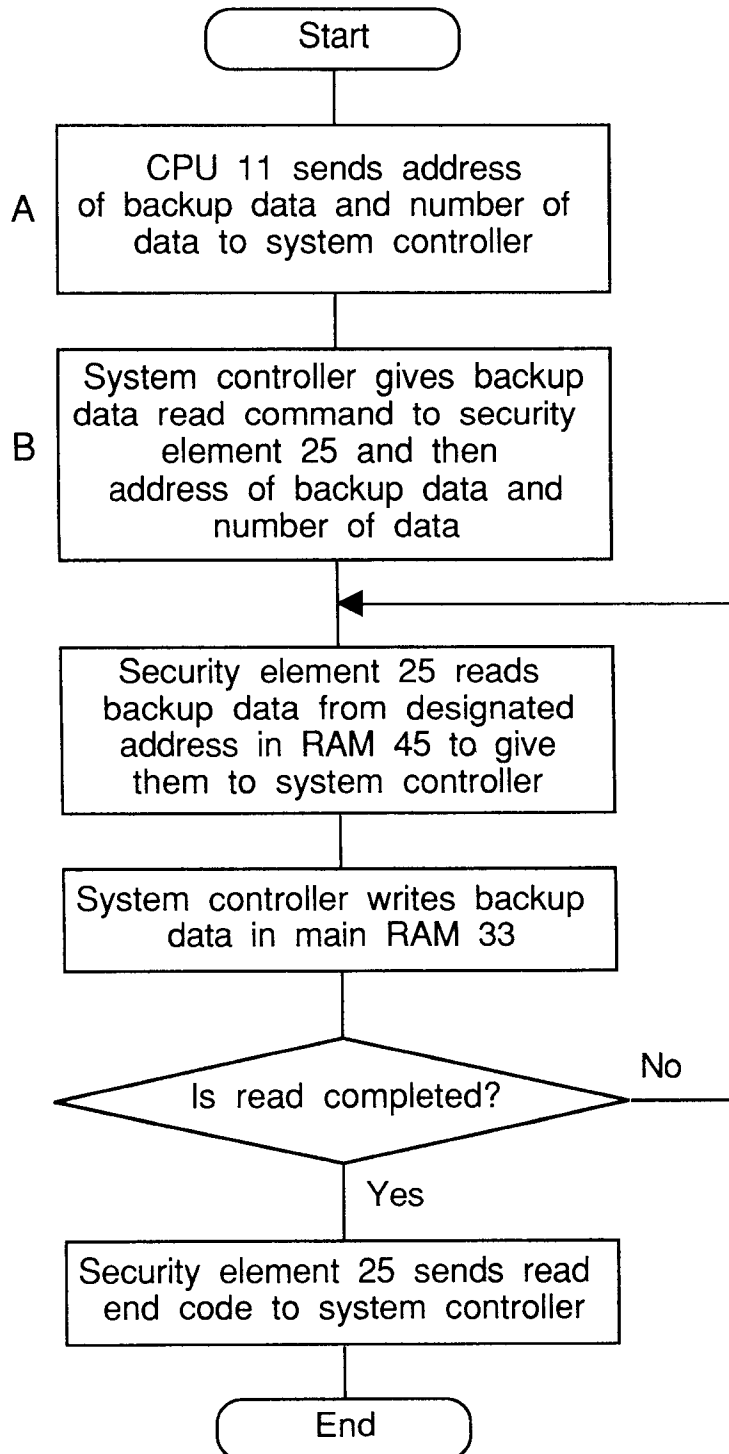 Start
A
CPU 11 sends address
of backup data and number of
data to system controller
B
System controller gives backup
data read command to security
element 25 and then
address of backup data and
number of data
Security element 25 reads
backup data from designated
address in RAM 45 to give
them to system controller
System controller writes backup
data in main RAM 33
Is read completed?
No
Yes
Security element 25 sends read
end code to system controller
End